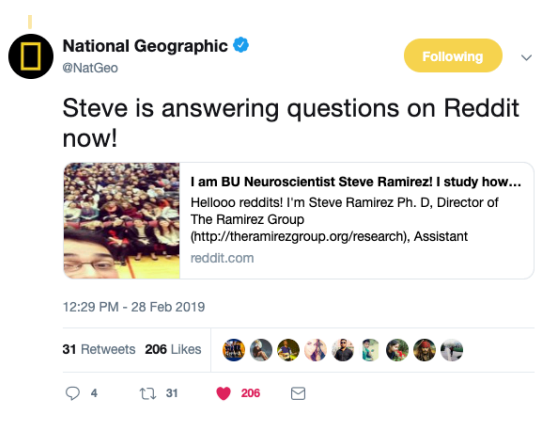 National Geographic
@NatGeo
Following
Steve is answering questions on Reddit
now!
I am BU Neuroscientist Steve Ramirez! I study how...
Hellooo reddits! I'm Steve Ramirez Ph. D, Director of
The Ramirez Group
(http://theramirezgroup.org/research), Assistant
reddit.com
12:29 PM - 28 Feb 2019
31 Retweets 206 Likes
4 31 206